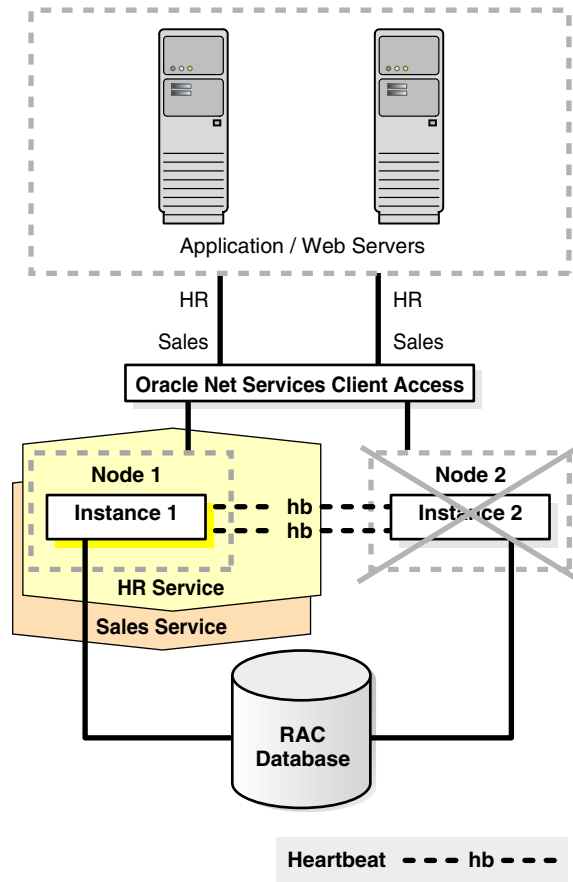 Application / Web Servers
HR
HR
Sales
Sales
Oracle Net Services Client Access
Node 1
Node 2
Instance 1
hb
Instance 2
hb
HR Service
Sales Service
RAC
Database
Heartbeat
hb